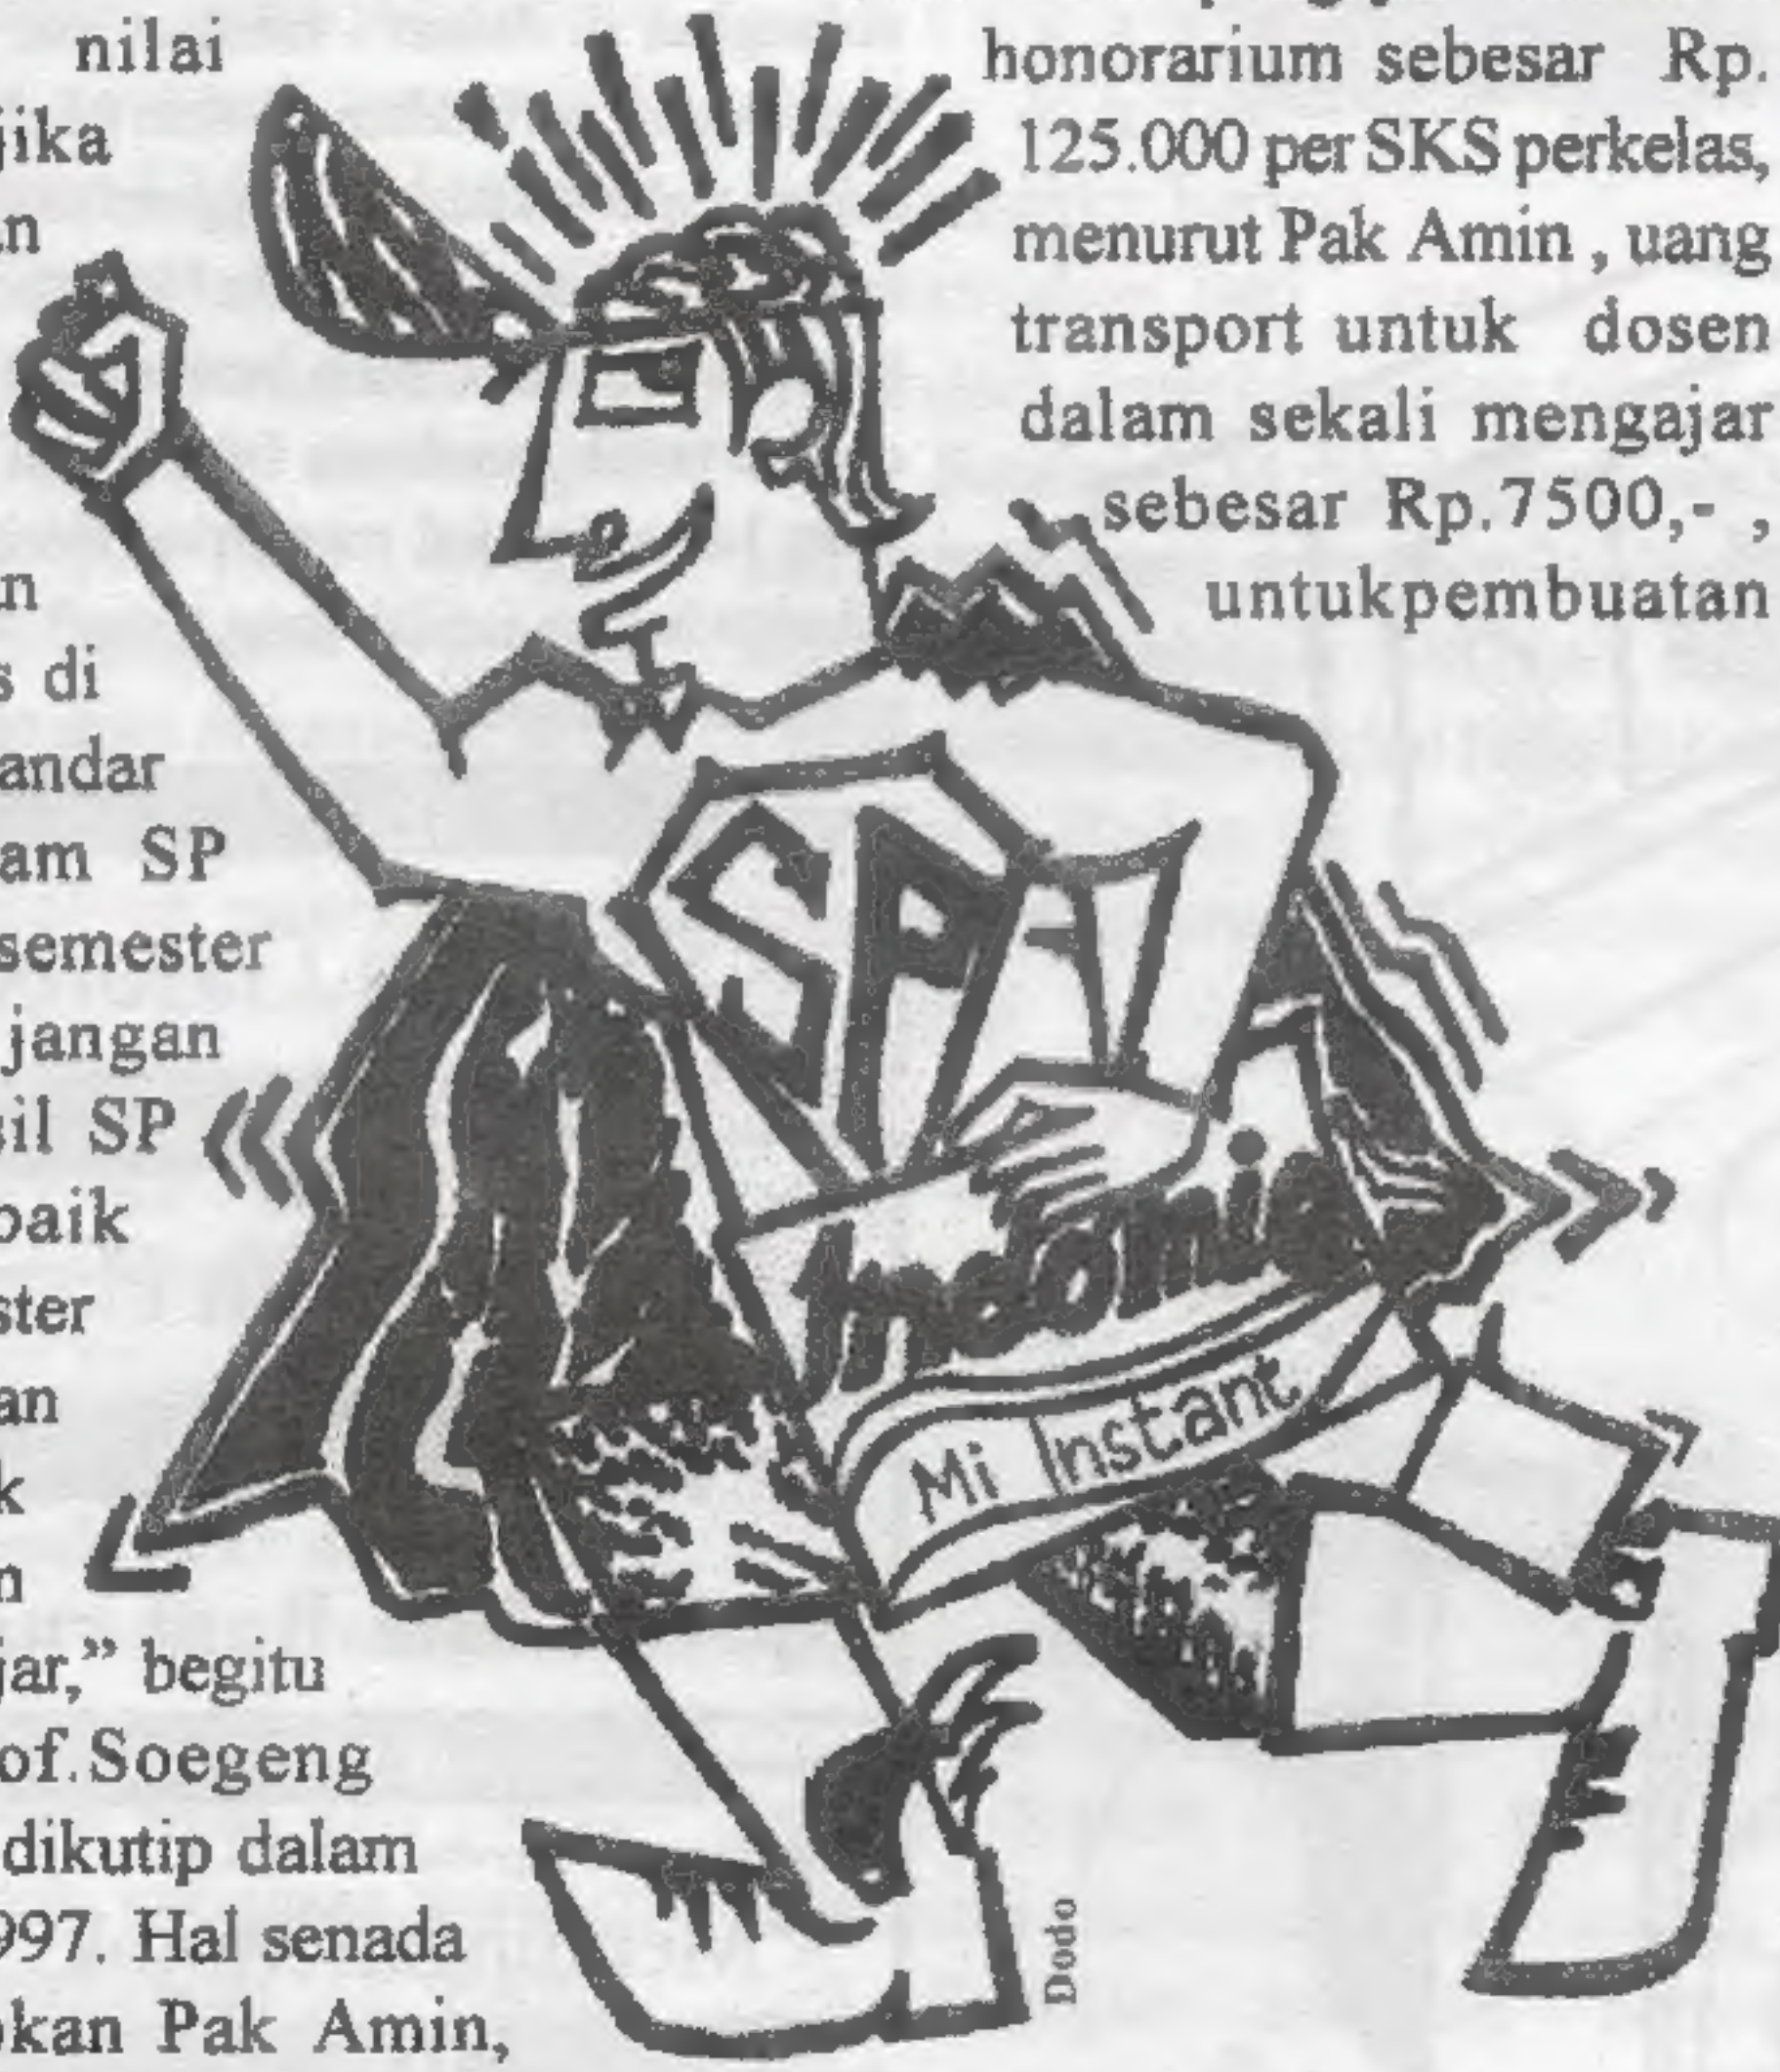 nilai
jika
an
n
s di
andar
am SP
semester
jangan
sil SP
baik
ster
an
k
n
jar,” begitu
of.Soegeng
dikutip dalam
997. Hal senada
kan Pak Amin,
honorarium sebesar Rp.
125.000 per SKS perkelas,
menurut Pak Amin , uang
transport untuk dosen
dalam sekali mengajar
sebesar Rp.7500,- ,
untukpembuatan
SP
Indomie
Mi Instant
Dodo